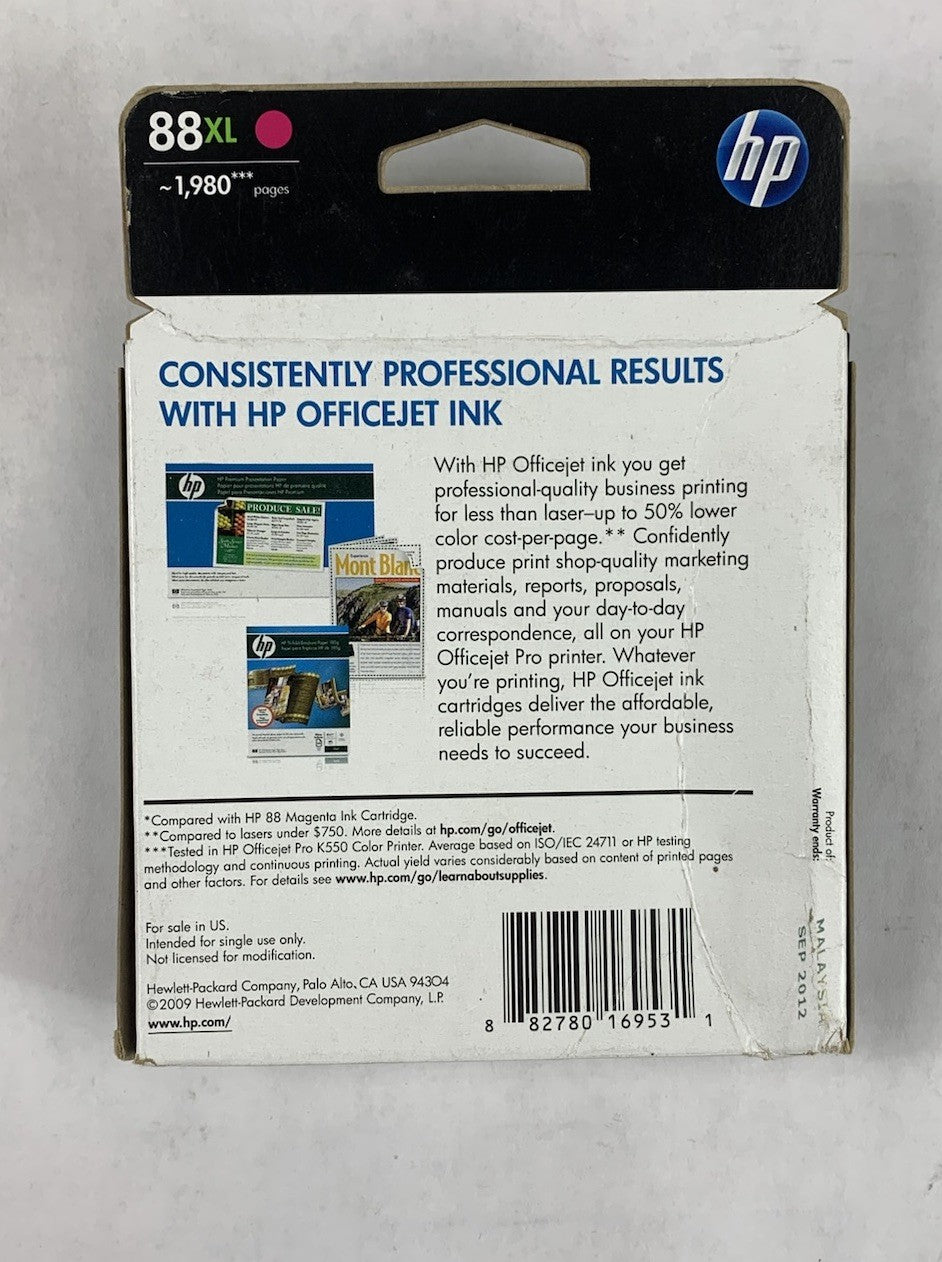 88XL
~1,980*** pages
hp
CONSISTENTLY PROFESSIONAL RESULTS
WITH HP OFFICEJET INK
With HP Officejet ink you get
professional-quality business printing
for less than laser–up to 50% lower
color cost-per-page.** Confidently
produce print shop-quality marketing
materials, reports, proposals,
manuals and your day-to-day
correspondence, all on your HP
Officejet Pro printer. Whatever
you're printing, HP Officejet ink
cartridges deliver the affordable,
reliable performance your business
needs to succeed.
hp
HP Premium Presentation Paper
PRODUCE SALE!
Experience
Mont Blanc
hp
*Compared with HP 88 Magenta Ink Cartridge.
**Compared to lasers under $750. More details at hp.com/go/officejet.
***Tested in HP Officejet Pro K550 Color Printer. Average based on ISO/IEC 24711 or HP testing
methodology and continuous printing. Actual yield varies considerably based on content of printed pages
and other factors. For details see www.hp.com/go/learnaboutsupplies.
For sale in US.
Intended for single use only.
Not licensed for modification.
Hewlett-Packard Company, Palo Alto, CA USA 94304
©2009 Hewlett-Packard Development Company, L.P.
www.hp.com/
8 82780 16953 1
Product of:
Warranty ends:
MALAYSIA
SEP 2012